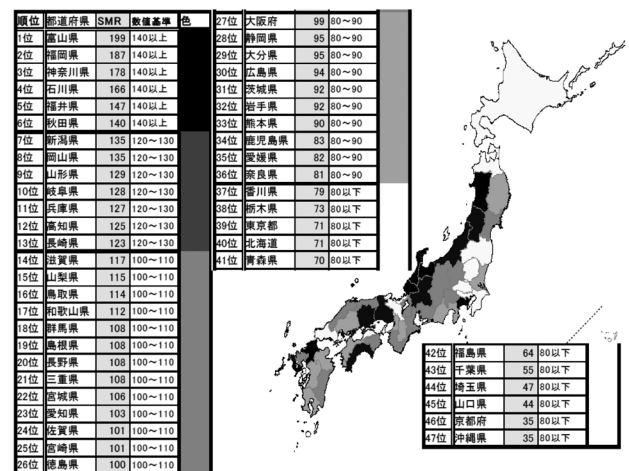 順位 都道府県 SMR 数値基準 色
1位 富山県 199 140以上
2位 福岡県 187 140以上
3位 神奈川県 178 140以上
4位 石川県 166 140以上
5位 福井県 147 140以上
6位 秋田県 140 140以上
7位 新潟県 135 120～130
8位 岡山県 135 120～130
9位 山形県 129 120～130
10位 岐阜県 128 120～130
11位 兵庫県 127 120～130
12位 高知県 125 120～130
13位 長崎県 123 120～130
14位 滋賀県 117 100～110
15位 山梨県 115 100～110
16位 鳥取県 114 100～110
17位 和歌山県 112 100～110
18位 群馬県 108 100～110
19位 島根県 108 100～110
20位 長野県 108 100～110
21位 三重県 108 100～110
22位 宮城県 106 100～110
23位 愛知県 103 100～110
24位 佐賀県 101 100～110
25位 宮崎県 101 100～110
26位 徳島県 100 100～110
27位 大阪府 99 80～90
28位 静岡県 95 80～90
29位 大分県 95 80～90
30位 広島県 94 80～90
31位 茨城県 92 80～90
32位 岩手県 92 80～90
33位 熊本県 90 80～90
34位 鹿児島県 83 80～90
35位 愛媛県 82 80～90
36位 奈良県 81 80～90
37位 香川県 79 80以下
38位 栃木県 73 80以下
39位 東京都 71 80以下
40位 北海道 71 80以下
41位 青森県 70 80以下
42位 福島県 64 80以下
43位 千葉県 55 80以下
44位 埼玉県 47 80以下
45位 山口県 44 80以下
46位 京都府 35 80以下
47位 沖縄県 35 80以下